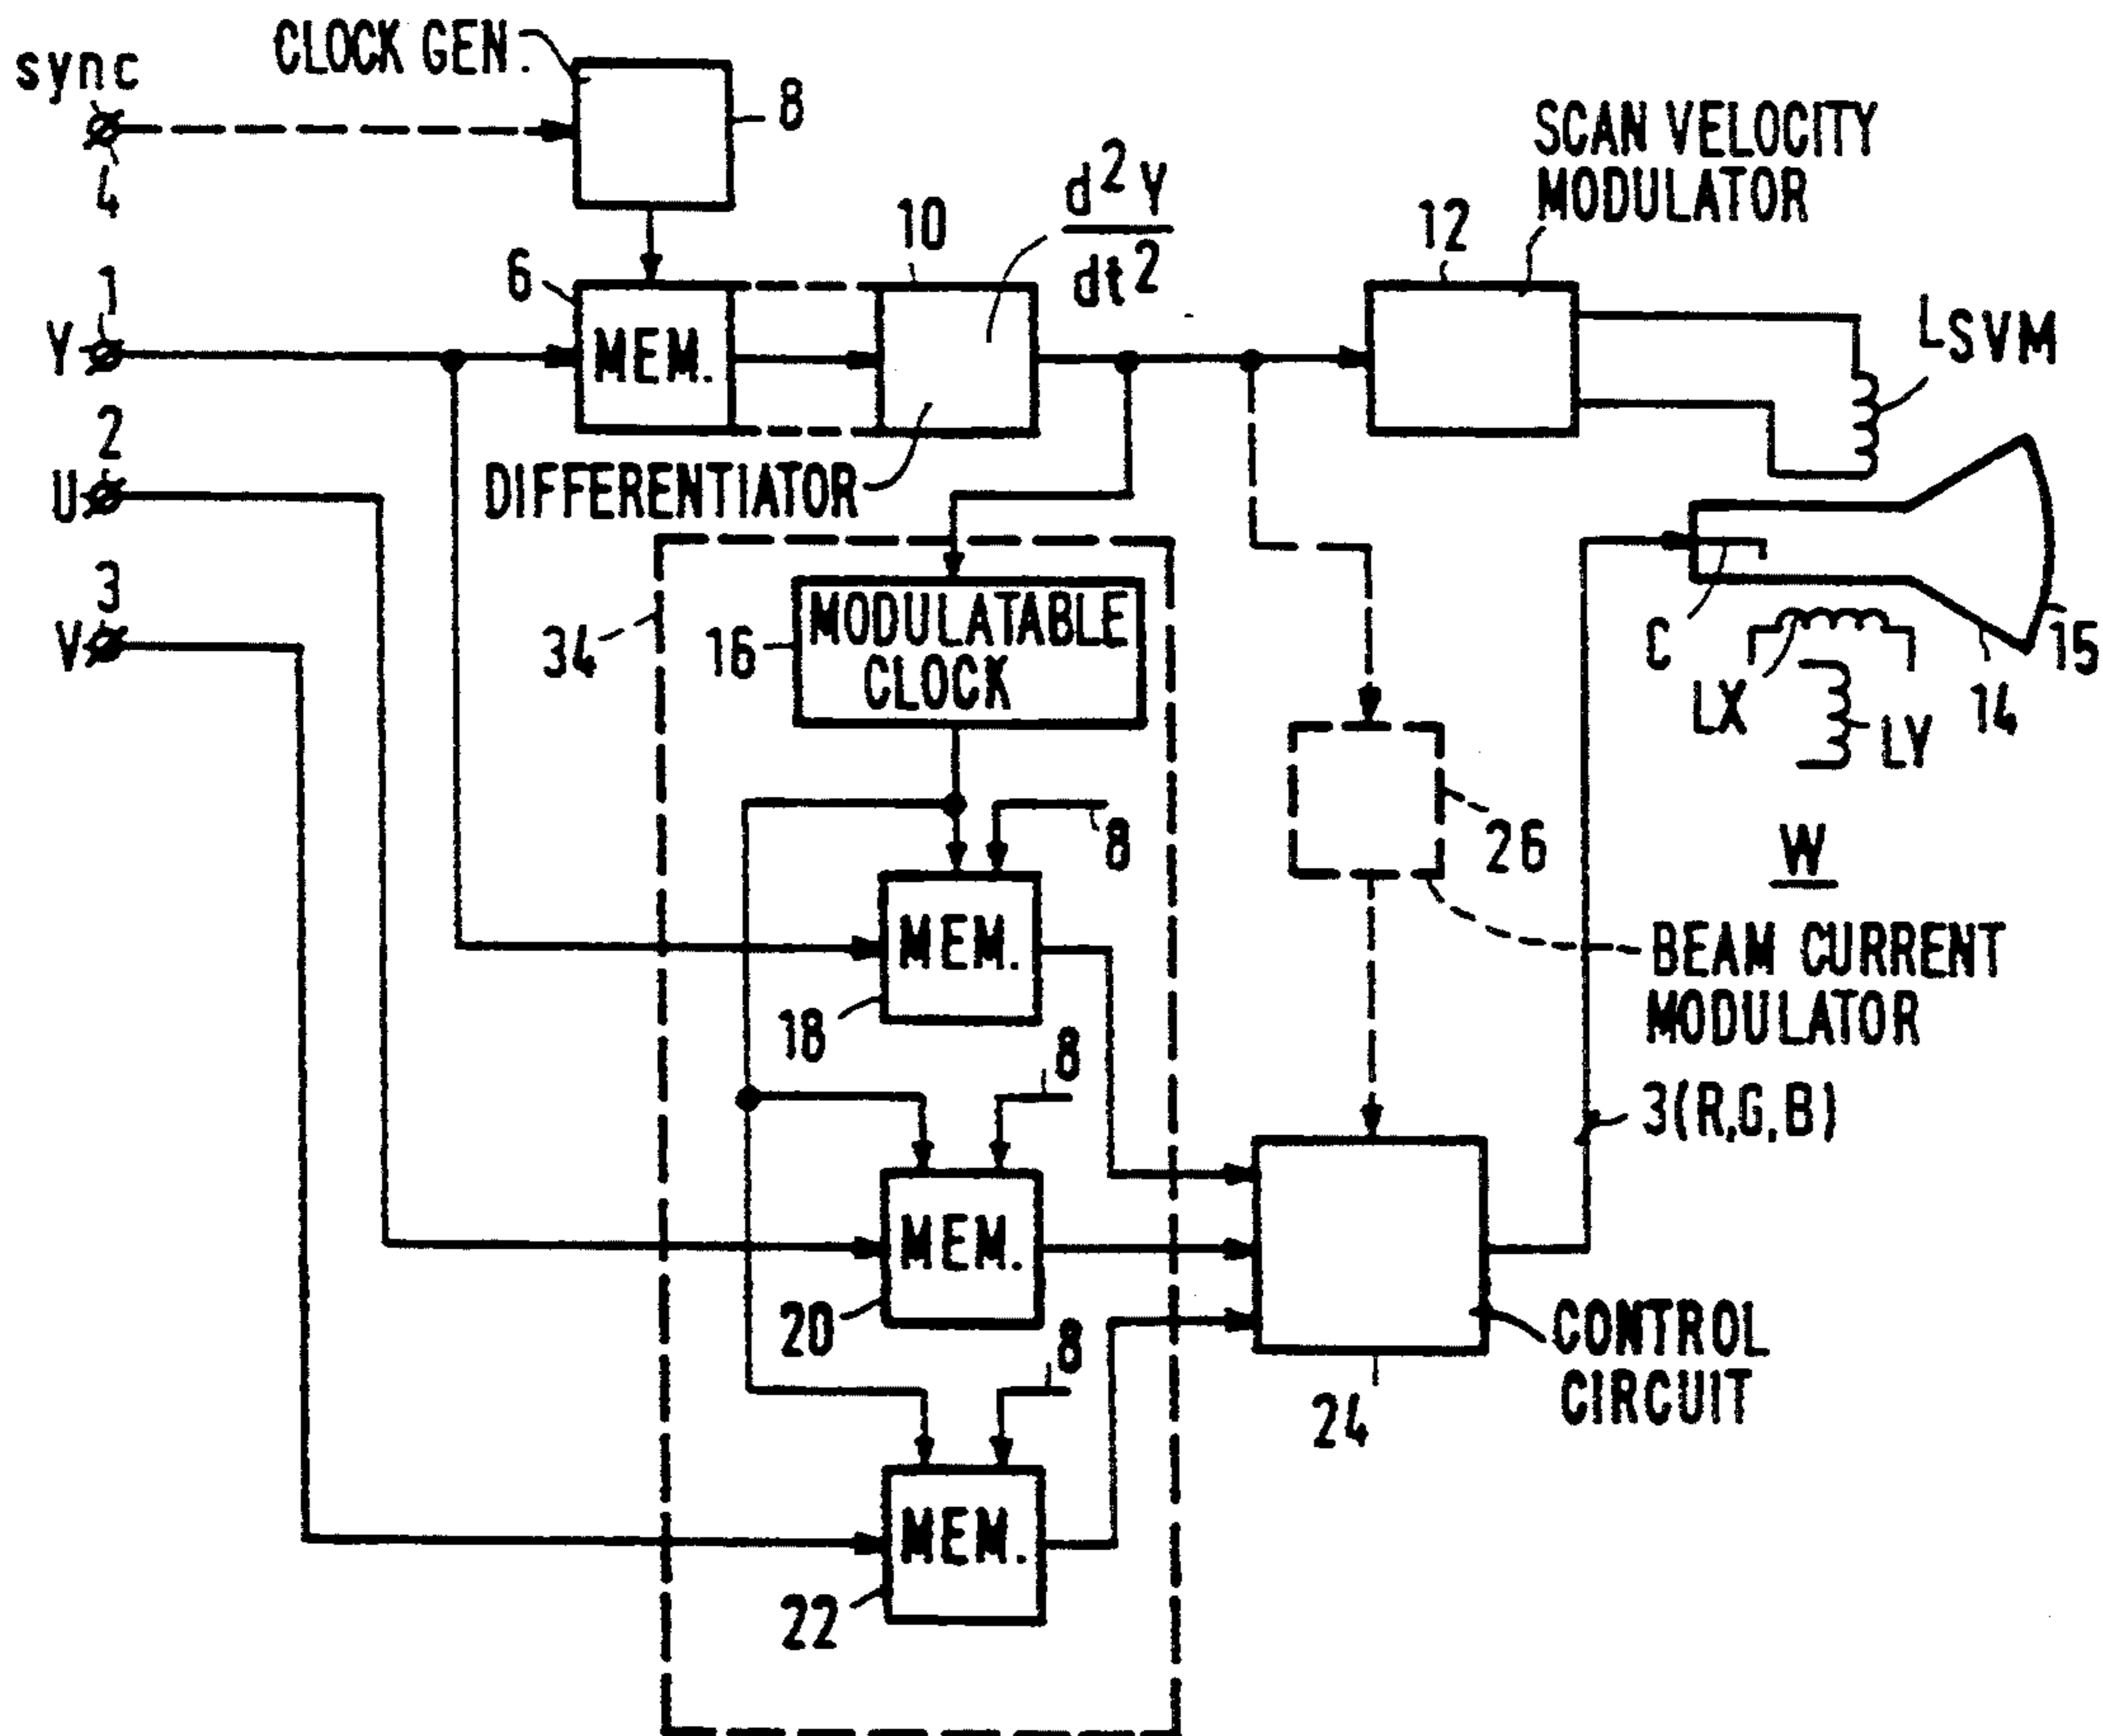 sync
4
CLOCK GEN.
8
SCAN VELOCITY
MODULATOR
12
10
d²Y
dt²
6
MEM.
1
Y
2
U
3
V
DIFFERENTIATOR
LSVM
34
16
MODULATABLE
CLOCK
C
LX
LY
14
15
8
26
W
BEAM CURRENT
MODULATOR
MEM.
18
8
3(R,G,B)
MEM.
20
8
CONTROL
CIRCUIT
24
MEM.
22